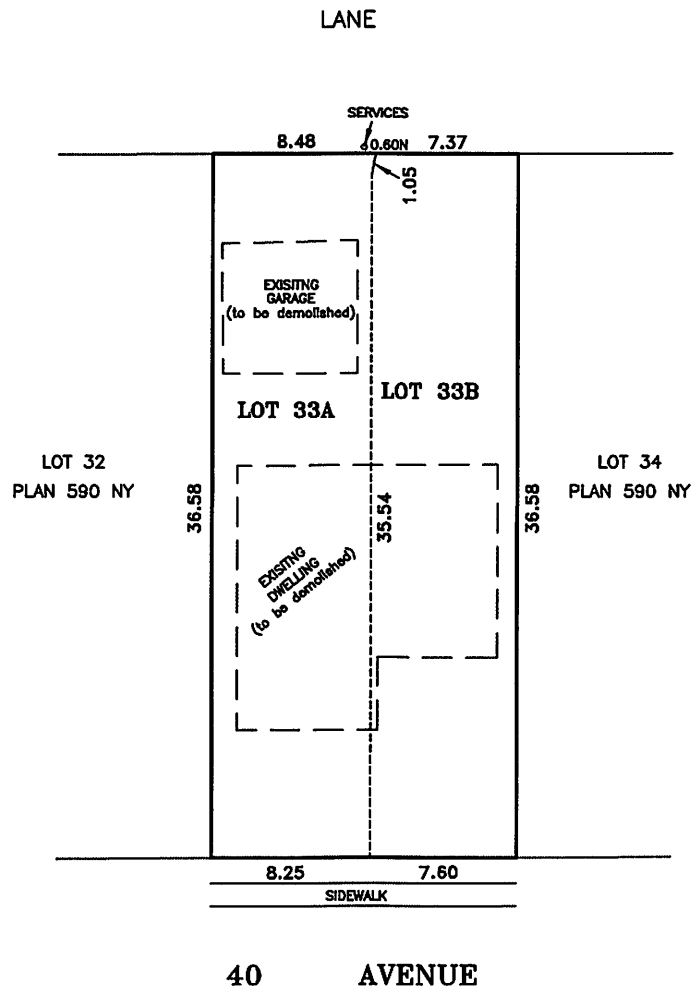 LANE
SERVICES
8.48 0.60N 7.37
1.05
EXISITNG
GARAGE
(to be demolished)
LOT 33A LOT 33B
LOT 32
PLAN 590 NY
36.58
35.54
36.58
LOT 34
PLAN 590 NY
EXISITNG
DWELLING
(to be demolished)
8.25 7.60
SIDEWALK
40 AVENUE